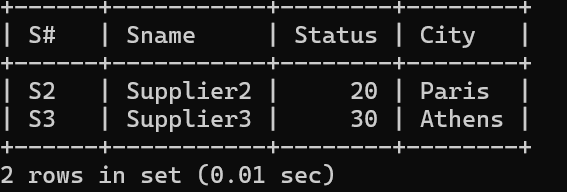 +------+-----------+--------+--------+
| S#   | Sname     | Status | City   |
+------+-----------+--------+--------+
| S2   | Supplier2 |     20 | Paris  |
| S3   | Supplier3 |     30 | Athens |
+------+-----------+--------+--------+
2 rows in set (0.01 sec)